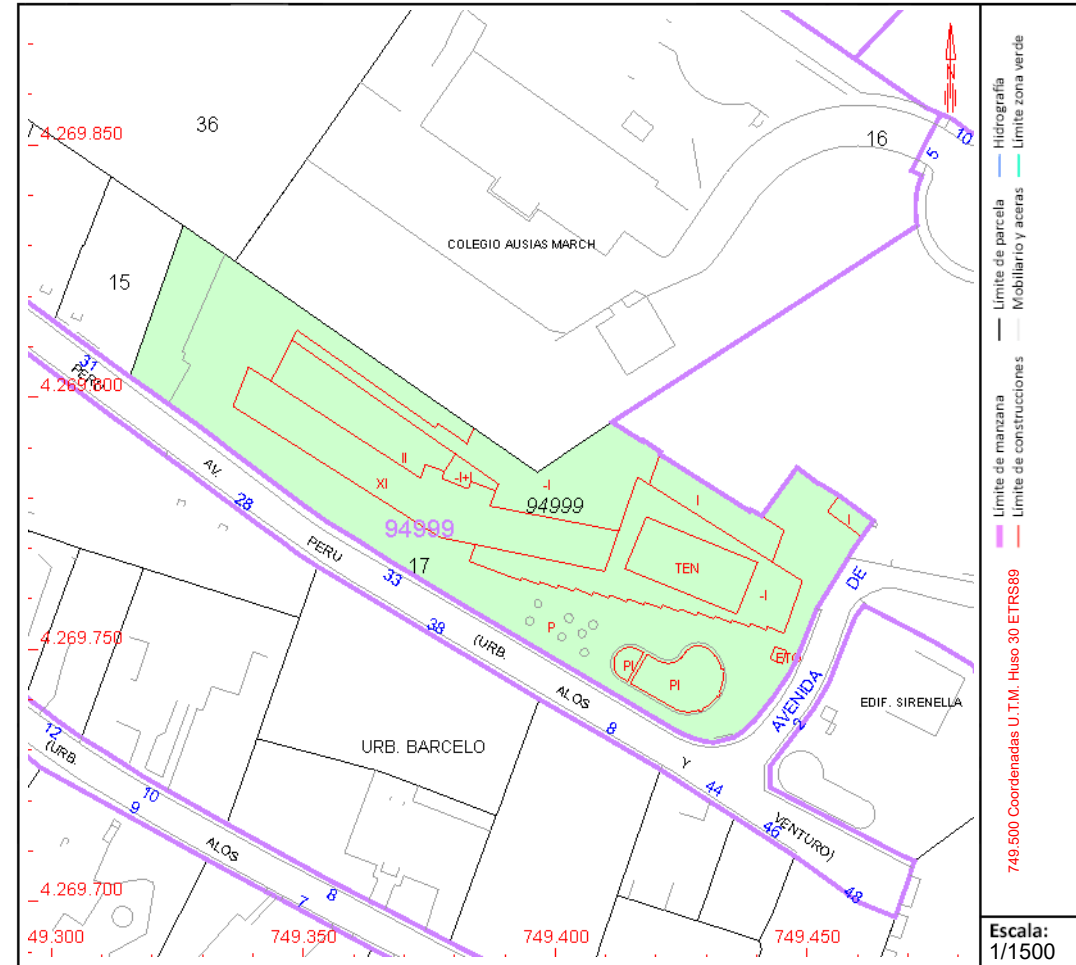 36
4.269.850
16
10
5
COLEGIO AUSIAS MARCH
15
31
PERU
4.269.800
II
-I+
XI
AV.
28
-I
I
I
94999
94999
PERU
17
33
TEN
-I
DE
38
P
(URB.
4.269.750
ETQ
PI
PI
ALOS
AVENIDA
2
EDIF. SIRENELLA
8
12
(URB.
URB. BARCELO
Y
44
10
9
46
VENTURO)
ALOS
8
7
48
4.269.700
49.300
749.350
749.400
749.450
N
Hidrografía
Límite zona verde
Límite de parcela
Mobiliario y aceras
Límite de manzana
Límite de construcciones
749.500 Coordenadas U.T.M. Huso 30 ETRS89
Escala:
1/1500